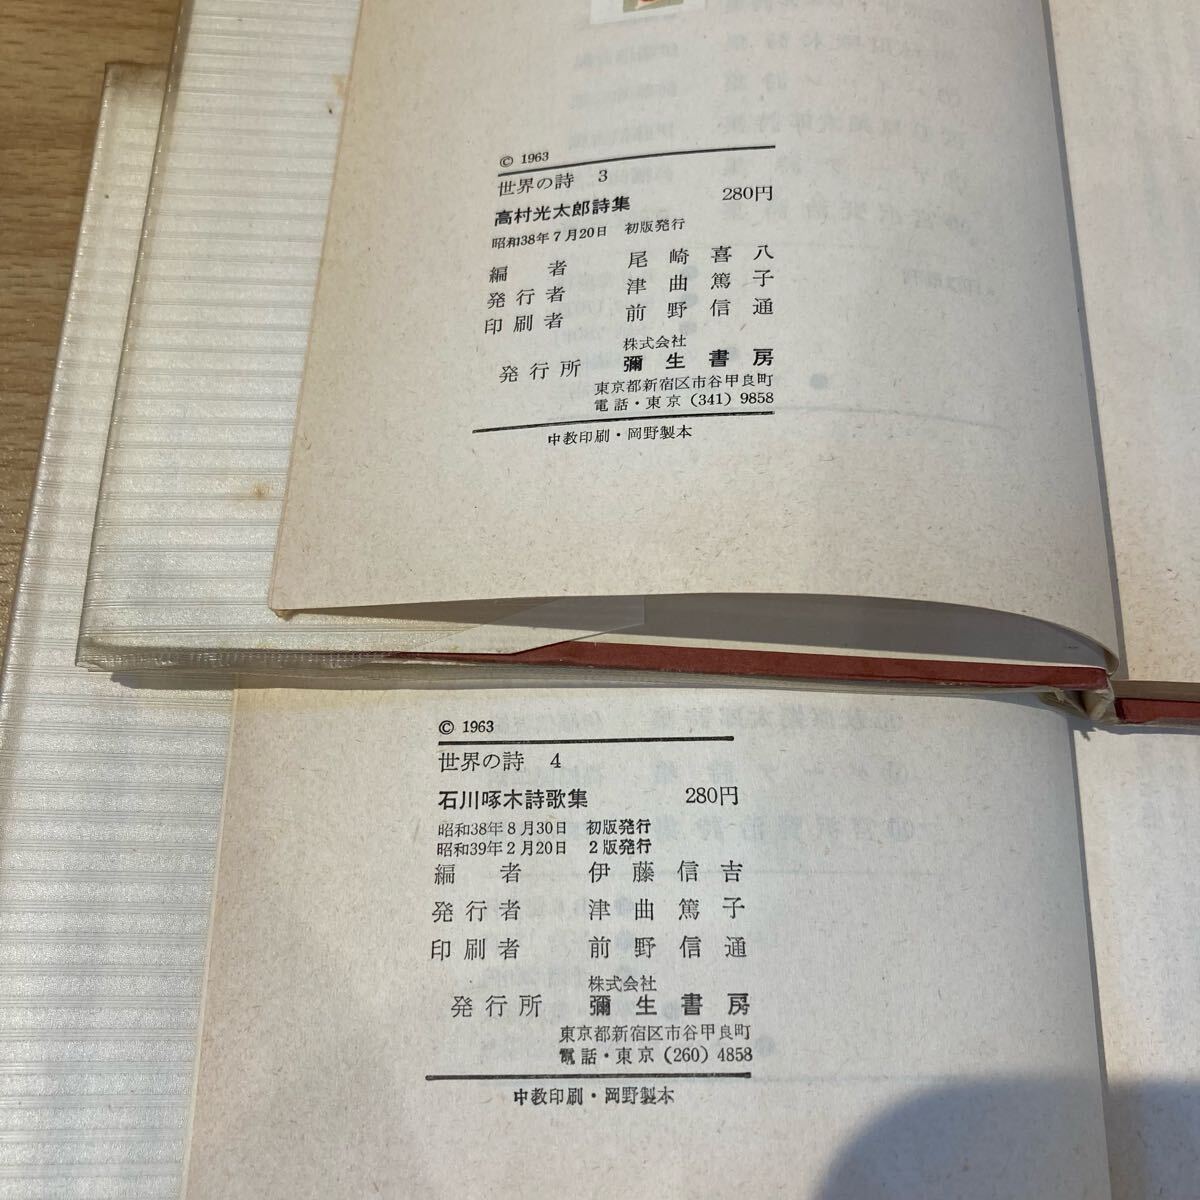 © 1963
世界の詩 3
高村光太郎詩集 280円
昭和38年7月20日 初版発行
編者 尾崎喜八
発行者 津曲篤子
印刷者 前野信通
株式会社
発行所 彌生書房
東京都新宿区市谷甲良町
電話・東京(341)9858
中教印刷・岡野製本
© 1963
世界の詩 4
石川啄木詩歌集 280円
昭和38年8月30日 初版発行
昭和39年2月20日 2版発行
編者 伊藤信吉
発行者 津曲篤子
印刷者 前野信通
株式会社
発行所 彌生書房
東京都新宿区市谷甲良町
電話・東京(260)4858
中教印刷・岡野製本